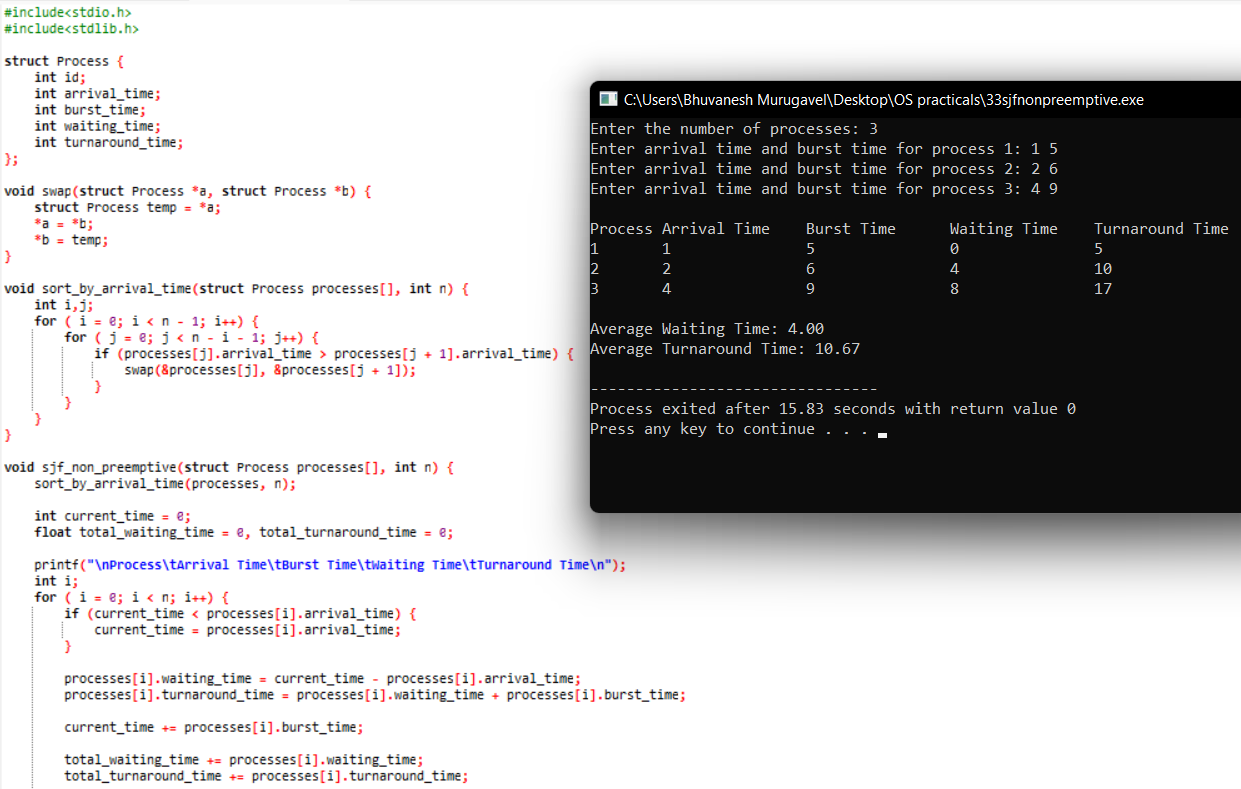 #include<stdio.h>
#include<stdlib.h>

struct Process {
    int id;
    int arrival_time;
    int burst_time;
    int waiting_time;
    int turnaround_time;
};

void swap(struct Process *a, struct Process *b) {
    struct Process temp = *a;
    *a = *b;
    *b = temp;
}

void sort_by_arrival_time(struct Process processes[], int n) {
    int i,j;
    for ( i = 0; i < n - 1; i++) {
        for ( j = 0; j < n - i - 1; j++) {
            if (processes[j].arrival_time > processes[j + 1].arrival_time) {
                swap(&processes[j], &processes[j + 1]);
            }
        }
    }
}

void sjf_non_preemptive(struct Process processes[], int n) {
    sort_by_arrival_time(processes, n);

    int current_time = 0;
    float total_waiting_time = 0, total_turnaround_time = 0;

    printf("\nProcess\tArrival Time\tBurst Time\tWaiting Time\tTurnaround Time\n");
    int i;
    for ( i = 0; i < n; i++) {
        if (current_time < processes[i].arrival_time) {
            current_time = processes[i].arrival_time;
        }

        processes[i].waiting_time = current_time - processes[i].arrival_time;
        processes[i].turnaround_time = processes[i].waiting_time + processes[i].burst_time;

        current_time += processes[i].burst_time;

        total_waiting_time += processes[i].waiting_time;
        total_turnaround_time += processes[i].turnaround_time;

C:\Users\Bhuvanesh Murugavel\Desktop\OS practicals\33sjfnonpreemptive.exe
Enter the number of processes: 3
Enter arrival time and burst time for process 1: 1 5
Enter arrival time and burst time for process 2: 2 6
Enter arrival time and burst time for process 3: 4 9

Process Arrival Time    Burst Time      Waiting Time    Turnaround Time
1       1               5               0               5
2       2               6               4               10
3       4               9               8               17

Average Waiting Time: 4.00
Average Turnaround Time: 10.67

--------------------------------
Process exited after 15.83 seconds with return value 0
Press any key to continue . . .